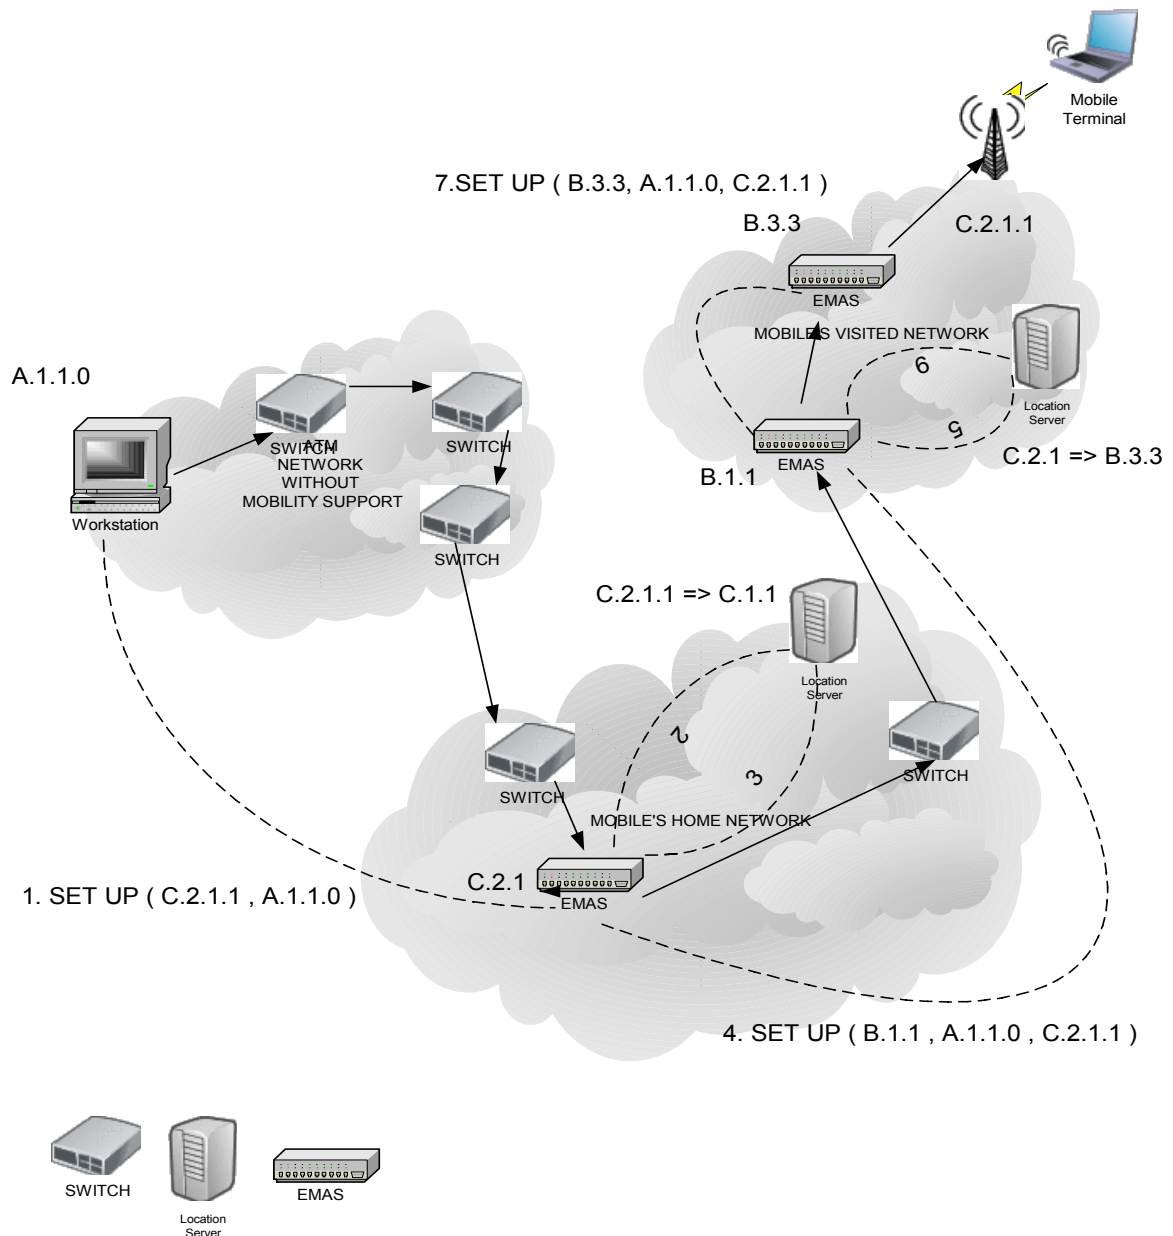 Mobile
Terminal
7.SET UP ( B.3.3, A.1.1.0, C.2.1.1 )
B.3.3
C.2.1.1
EMAS
MOBILE'S VISITED NETWORK
A.1.1.0
6
Location
Server
SWITCH
SWITCH
ATM
NETWORK
WITHOUT
MOBILITY SUPPORT
5
C.2.1 => B.3.3
EMAS
B.1.1
Workstation
SWITCH
C.2.1.1 => C.1.1
Location
Server
2
3
SWITCH
SWITCH
MOBILE'S HOME NETWORK
C.2.1
EMAS
1. SET UP ( C.2.1.1 , A.1.1.0 )
4. SET UP ( B.1.1 , A.1.1.0 , C.2.1.1 )
SWITCH
Location
Server
EMAS